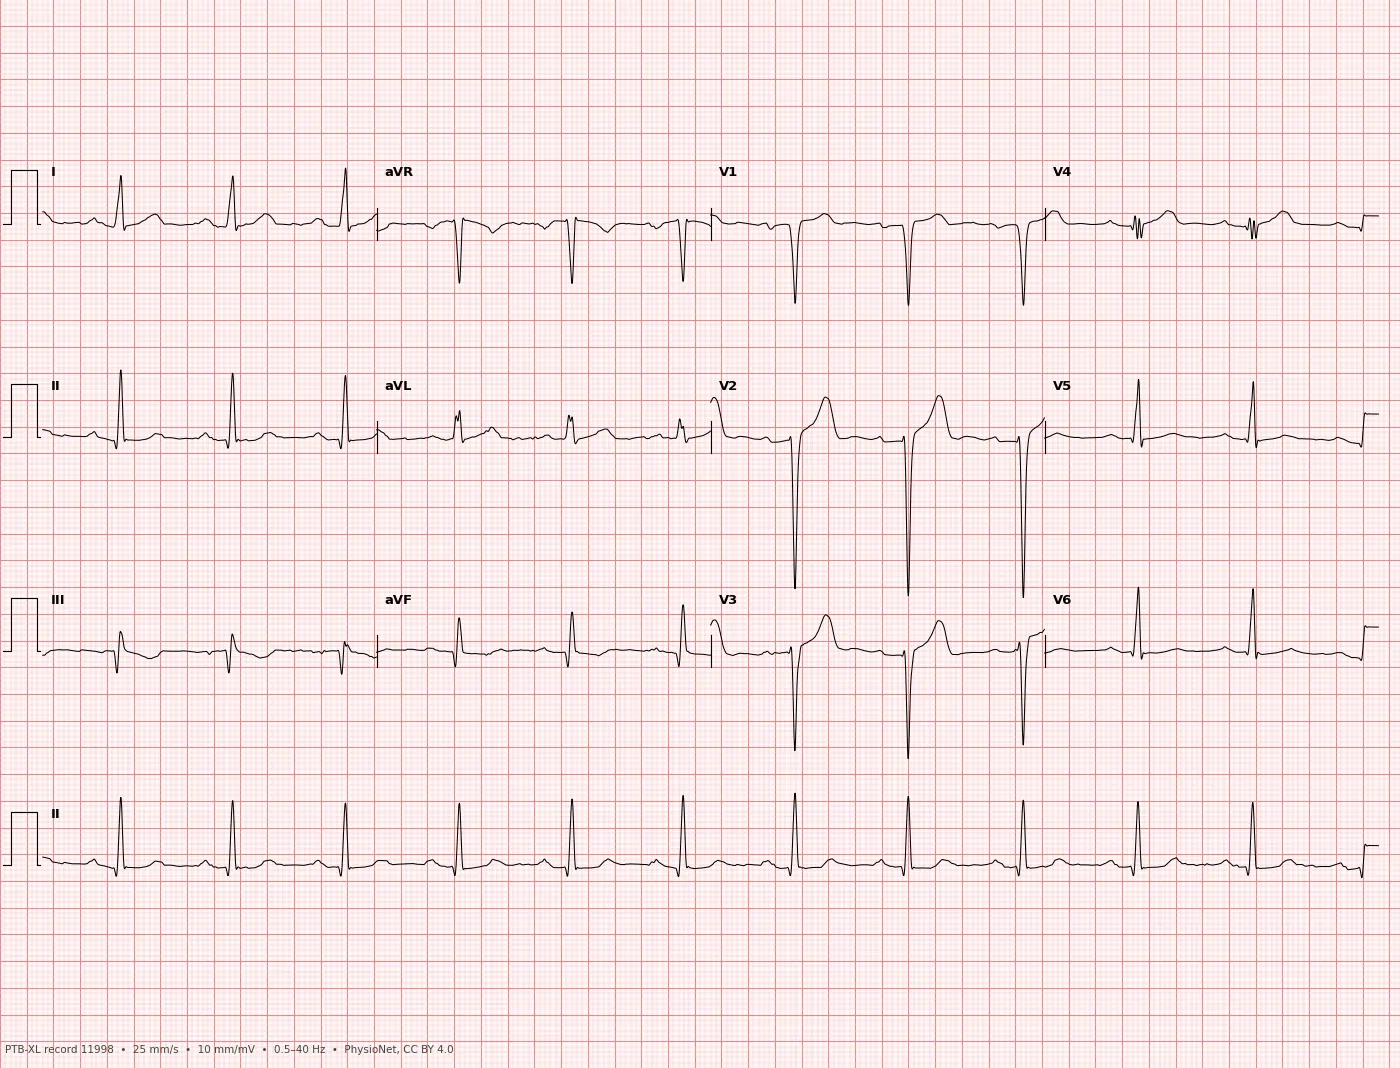 I aVR V1 V4
II aVL V2 V5
III aVF V3 V6
II
PTB-XL record 11998 • 25 mm/s • 10 mm/mV • 0.5–40 Hz • PhysioNet, CC BY 4.0